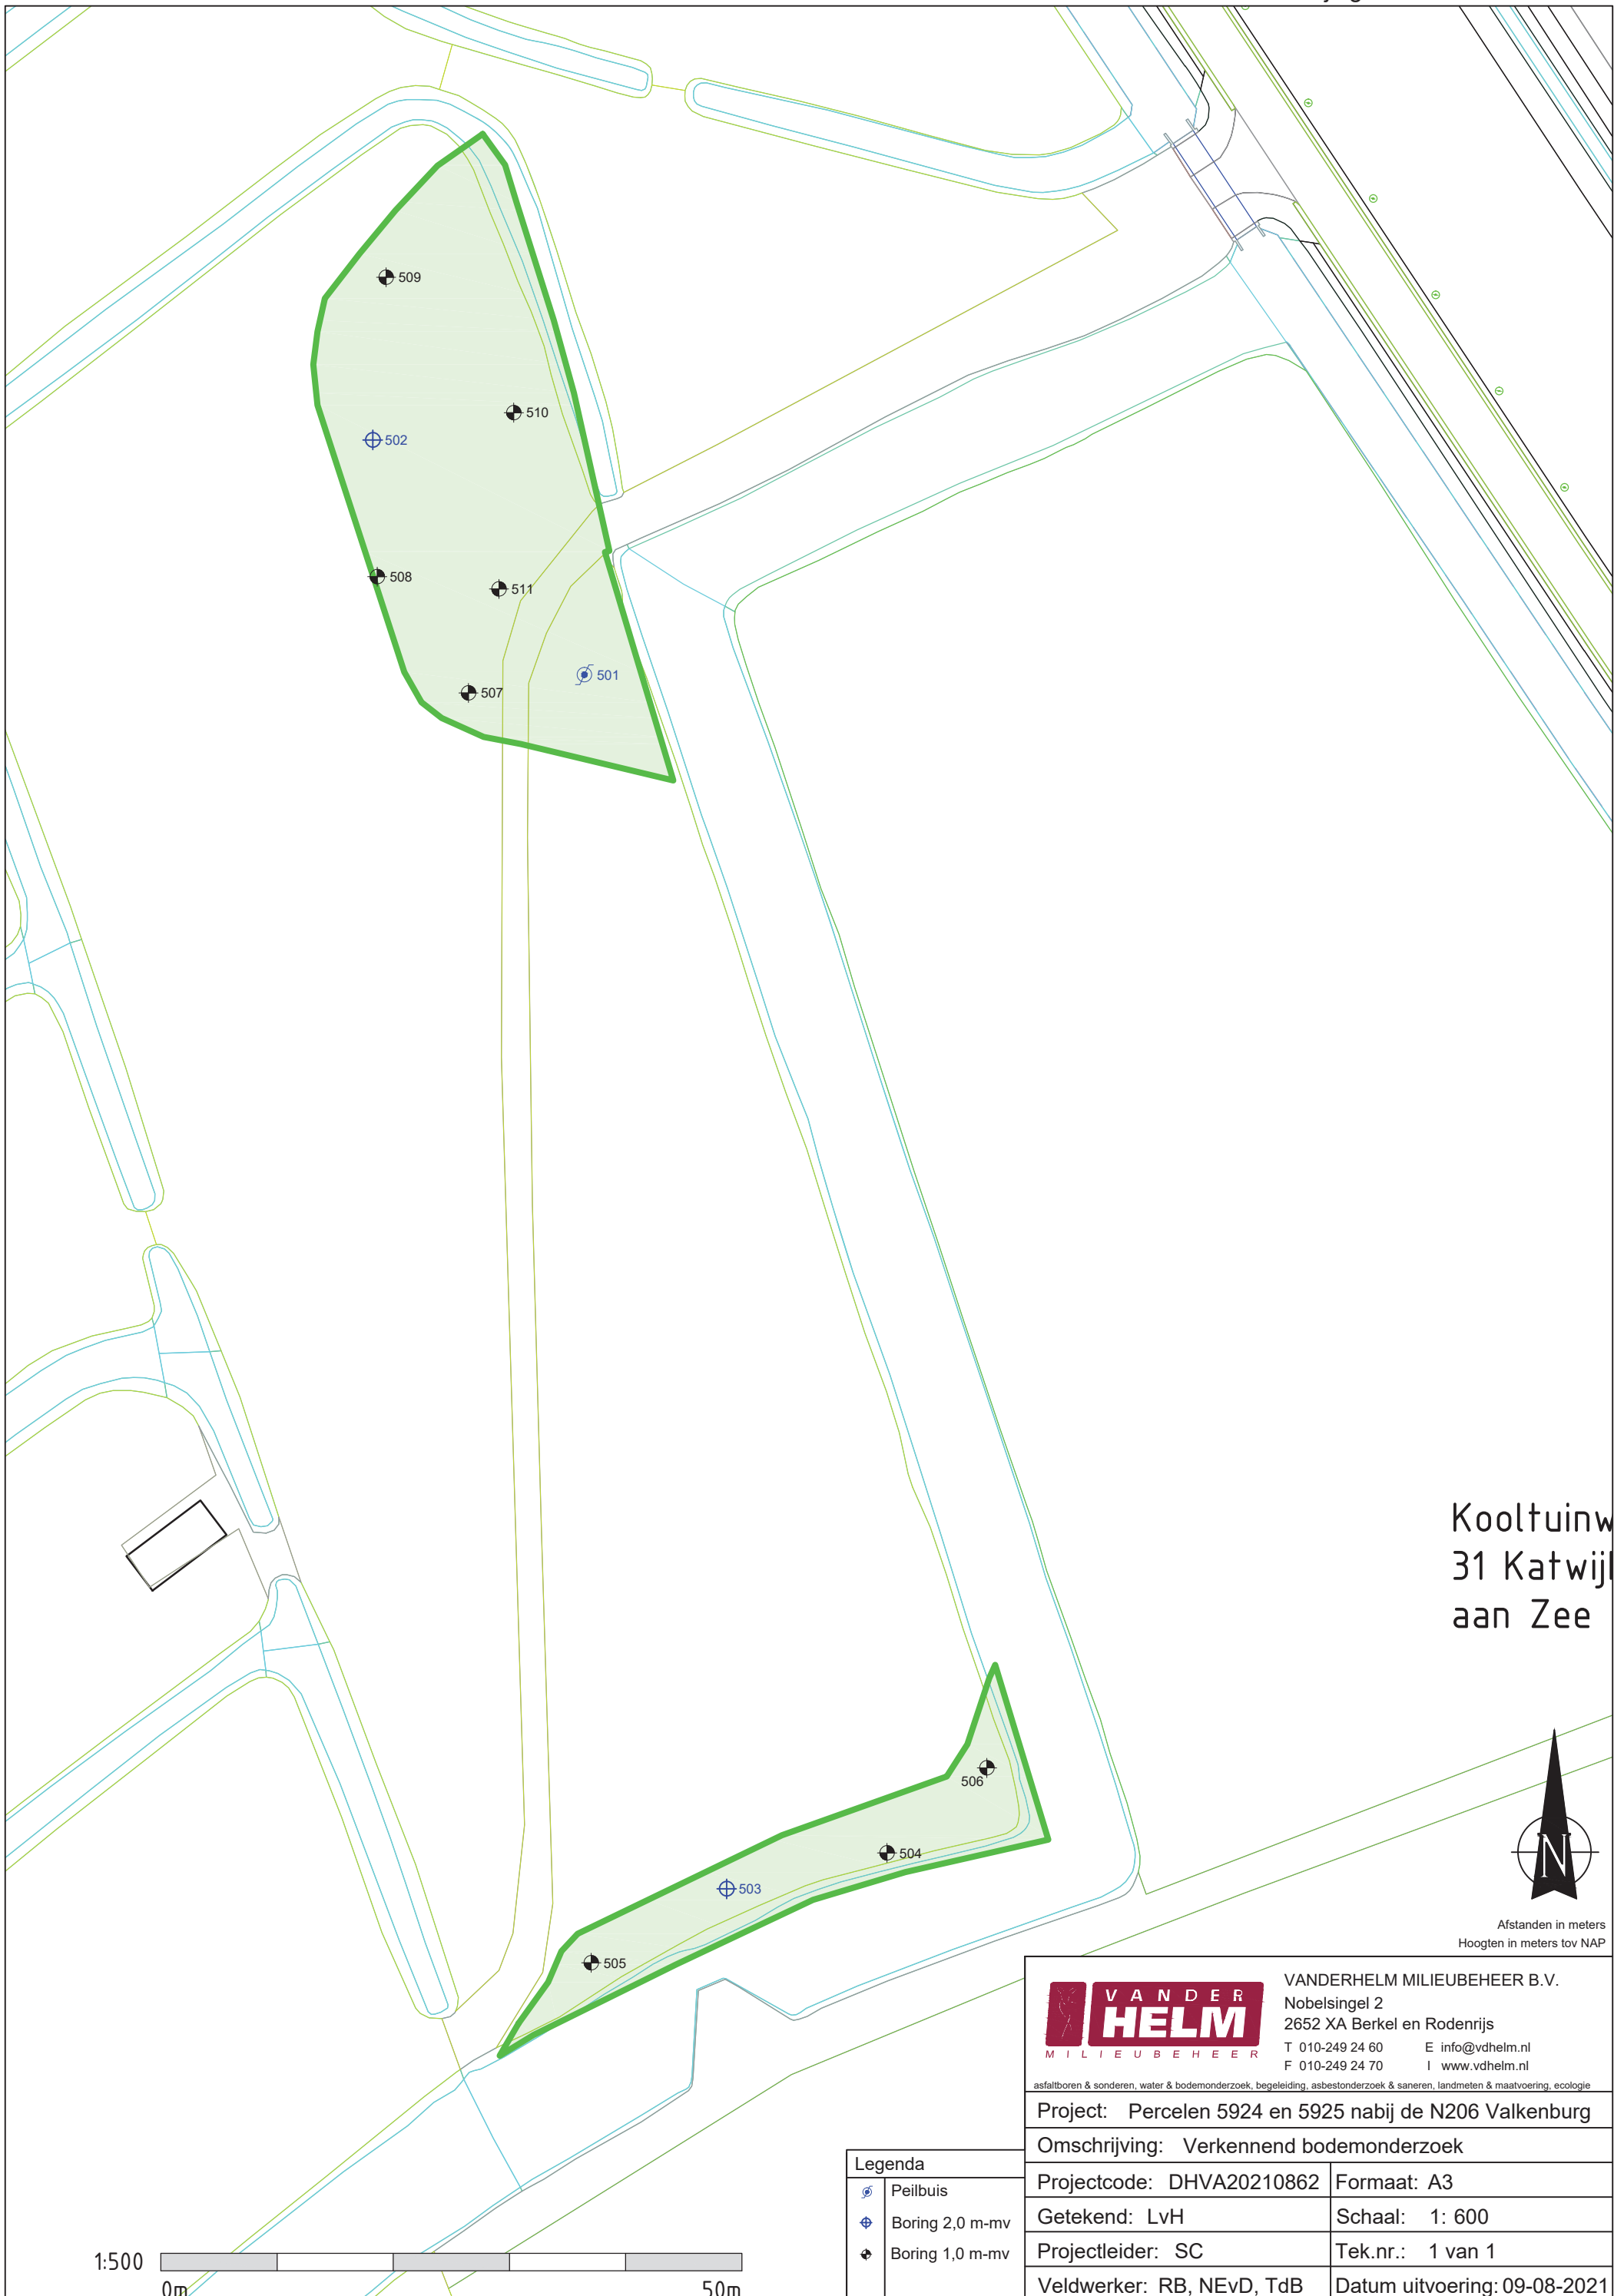 509
510
502
508
511
501
507
Kooltuinw
31 Katwijk
aan Zee
506
504
503
505
N
Afstanden in meters
Hoogten in meters tov NAP
VANDER
HELM
MILIEUBEHEER
VANDERHELM MILIEUBEHEER B.V.
Nobelsingel 2
2652 XA Berkel en Rodenrijs
T 010-249 24 60 E info@vdhelm.nl
F 010-249 24 70 I www.vdhelm.nl
asfaltboren & sonderen, water & bodemonderzoek, begeleiding, asbestonderzoek & saneren, landmeten & maatvoering, ecologie
Project: Percelen 5924 en 5925 nabij de N206 Valkenburg
Omschrijving: Verkennend bodemonderzoek
Projectcode: DHVA20210862 Formaat: A3
Getekend: LvH Schaal: 1: 600
Projectleider: SC Tek.nr.: 1 van 1
Veldwerker: RB, NEvD, TdB Datum uitvoering: 09-08-2021
Legenda
Peilbuis
Boring 2,0 m-mv
Boring 1,0 m-mv
1:500
0m 50m